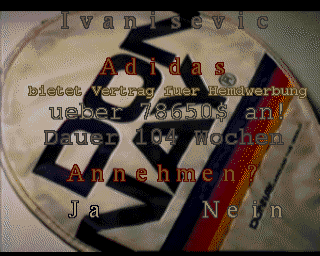 Ivanisevic
Adidas
bietet Vertrag fuer Hemdwerbung
ueber 78650$ an!
Dauer 104 Wochen
Annehmen?
Ja Nein